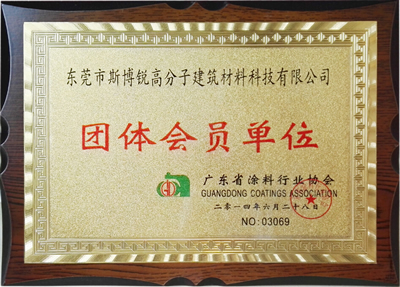 东莞市斯博锐高分子建筑材料科技有限公司
团体会员单位
广东省涂料行业协会
GUANGDONG COATINGS ASSOCIATION
二零一四年六月二十八日
NO:03069